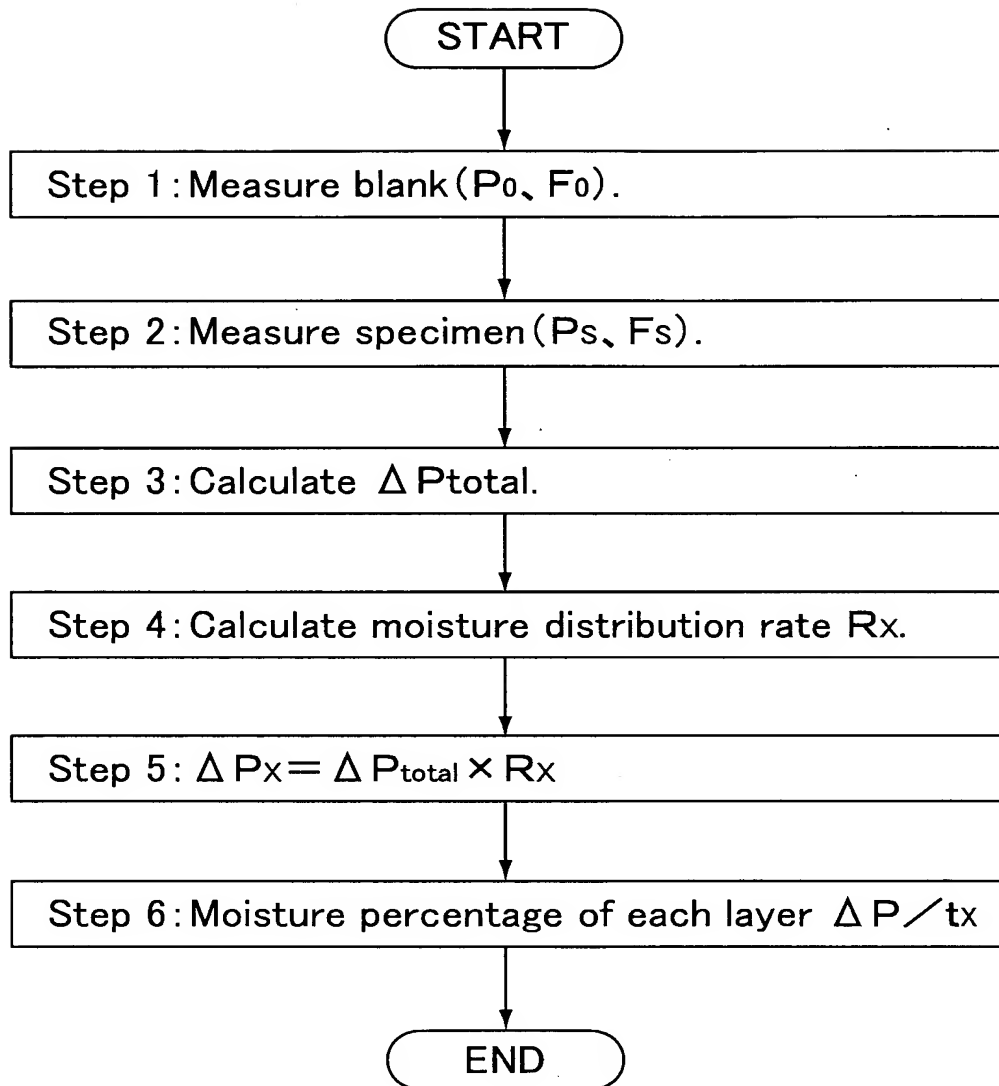 START
Step 1:Measure blank(P0、F0).
Step 2:Measure specimen(Ps、Fs).
Step 3:Calculate ΔPtotal.
Step 4:Calculate moisture distribution rate Rx.
Step 5:ΔPx=ΔPtotal×Rx
Step 6:Moisture percentage of each layer ΔP/tx
END